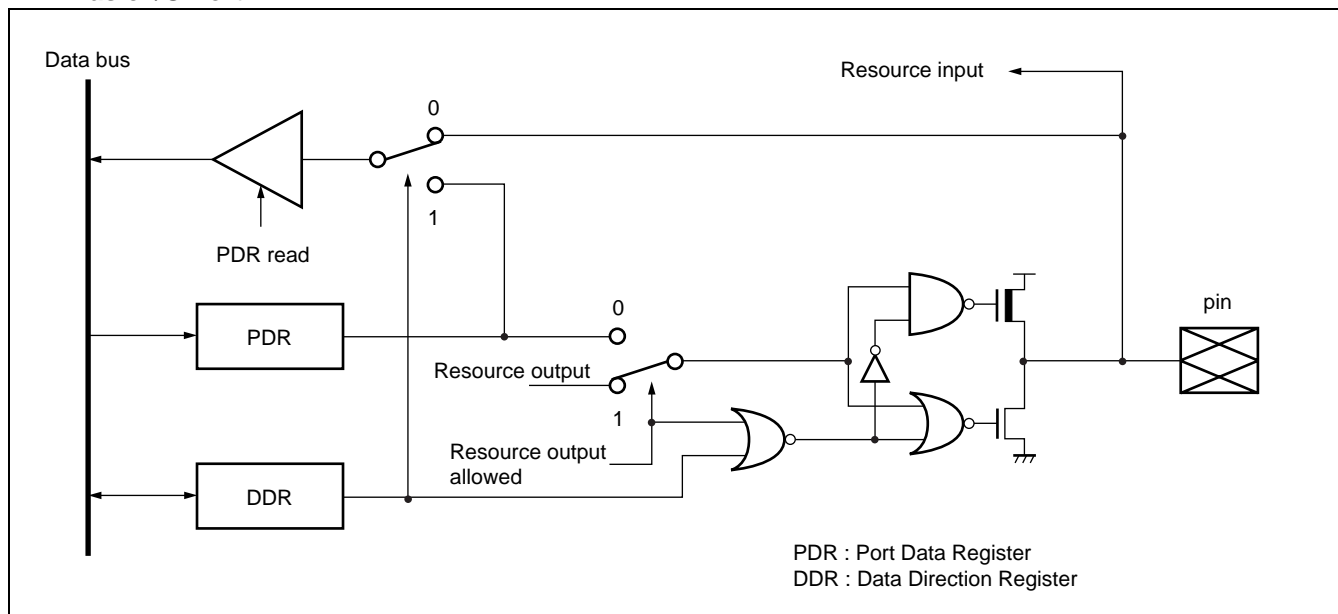 Data bus
Resource input
0
1
PDR read
PDR
0
pin
Resource output
1
Resource output
allowed
DDR
PDR : Port Data Register
DDR : Data Direction Register